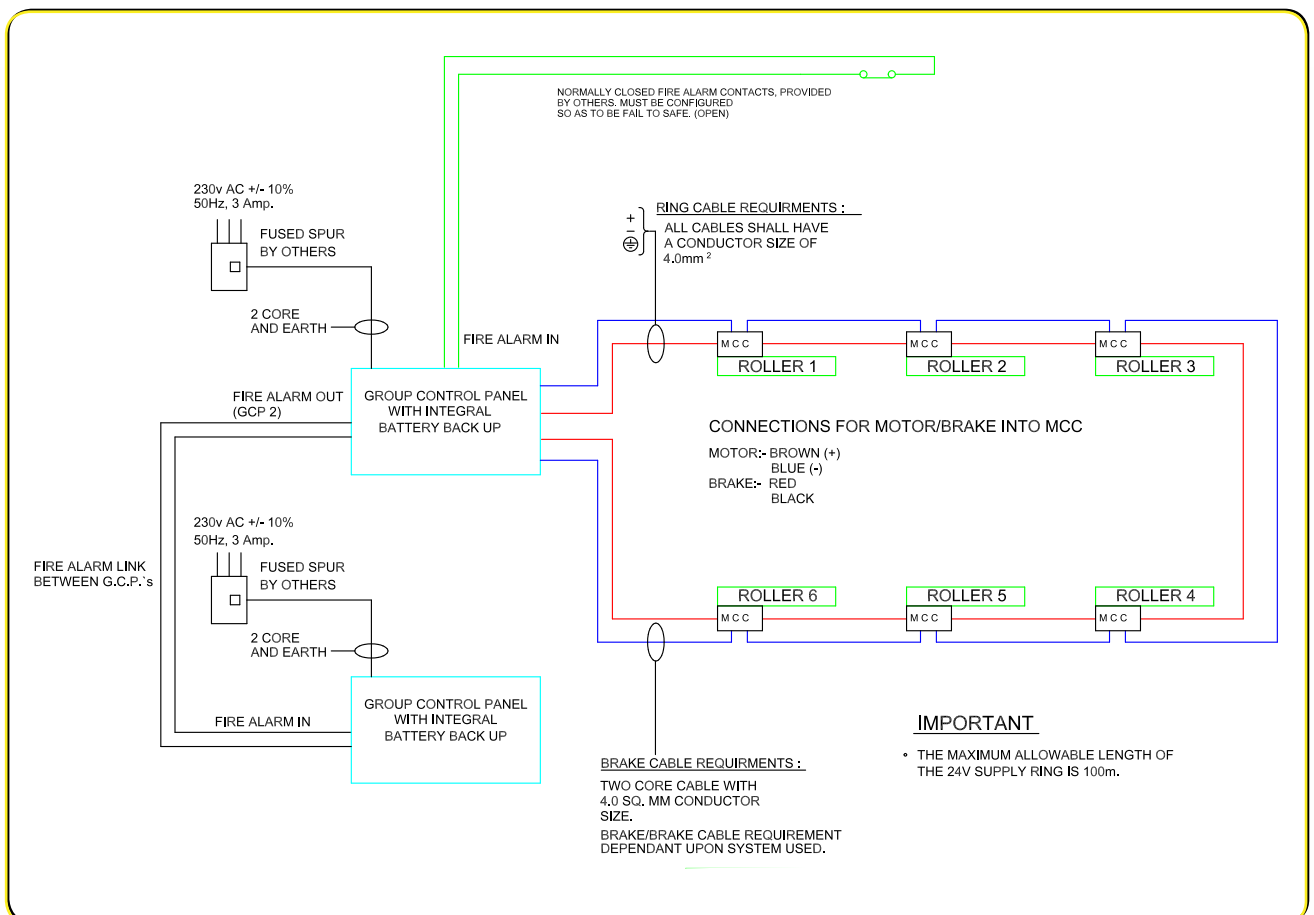 NORMALLY CLOSED FIRE ALARM CONTACTS, PROVIDED
BY OTHERS. MUST BE CONFIGURED
SO AS TO BE FAIL TO SAFE. (OPEN)
230v AC +/- 10%
50Hz, 3 Amp.
FUSED SPUR
BY OTHERS
2 CORE
AND EARTH
RING CABLE REQUIRMENTS :
+
-
ALL CABLES SHALL HAVE
A CONDUCTOR SIZE OF
4.0mm ²
FIRE ALARM IN
MCC
ROLLER 1
MCC
ROLLER 2
MCC
ROLLER 3
FIRE ALARM OUT
(GCP 2)
GROUP CONTROL PANEL
WITH INTEGRAL
BATTERY BACK UP
CONNECTIONS FOR MOTOR/BRAKE INTO MCC
MOTOR:- BROWN (+)
BLUE (-)
BRAKE:- RED
BLACK
230v AC +/- 10%
50Hz, 3 Amp.
FUSED SPUR
BY OTHERS
FIRE ALARM LINK
BETWEEN G.C.P.`s
2 CORE
AND EARTH
ROLLER 6
MCC
ROLLER 5
MCC
ROLLER 4
MCC
GROUP CONTROL PANEL
WITH INTEGRAL
BATTERY BACK UP
FIRE ALARM IN
BRAKE CABLE REQUIRMENTS :
TWO CORE CABLE WITH
4.0 SQ. MM CONDUCTOR
SIZE.
BRAKE/BRAKE CABLE REQUIREMENT
DEPENDANT UPON SYSTEM USED.
IMPORTANT
• THE MAXIMUM ALLOWABLE LENGTH OF
THE 24V SUPPLY RING IS 100m.